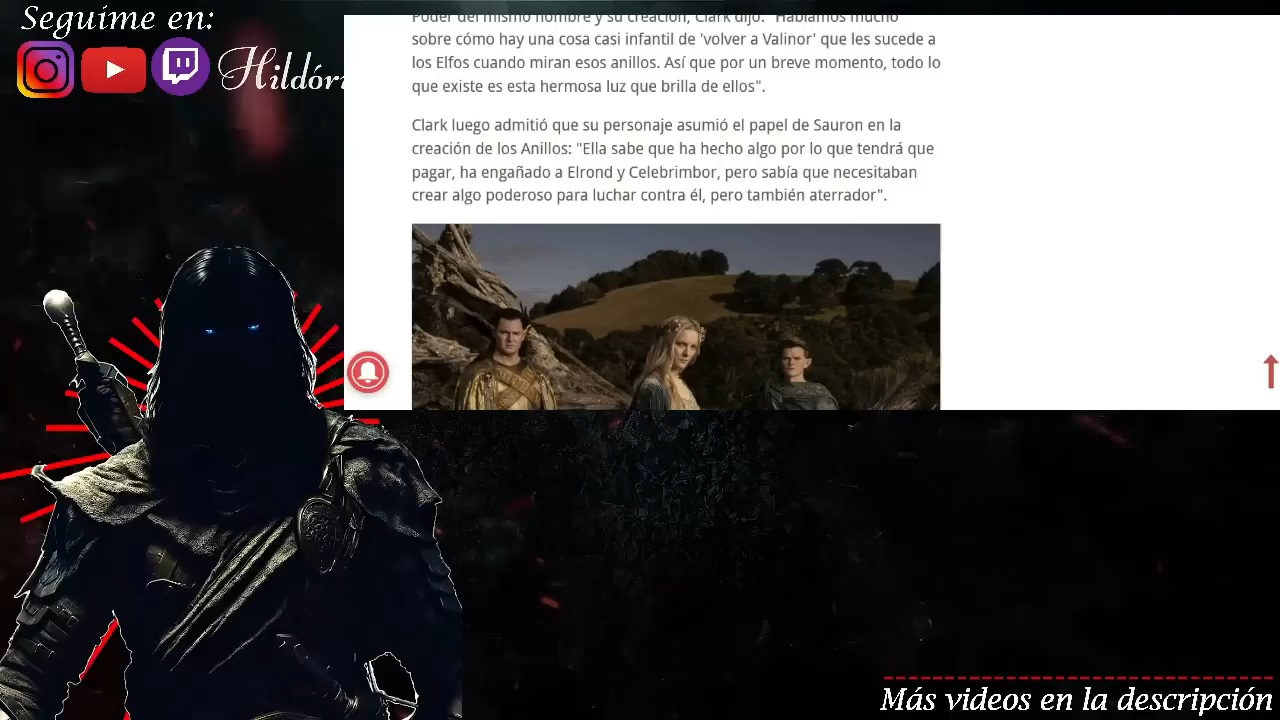 Seguime en:
Hildór
Poder del mismo nombre y su creación, Clark dijo: "Hablamos mucho
sobre cómo hay una cosa casi infantil de 'volver a Valinor' que les sucede a
los Elfos cuando miran esos anillos. Así que por un breve momento, todo lo
que existe es esta hermosa luz que brilla de ellos".
Clark luego admitió que su personaje asumió el papel de Sauron en la
creación de los Anillos: "Ella sabe que ha hecho algo por lo que tendrá que
pagar, ha engañado a Elrond y Celebrimbor, pero sabía que necesitaban
crear algo poderoso para luchar contra él, pero también aterrador".
Más videos en la descripción